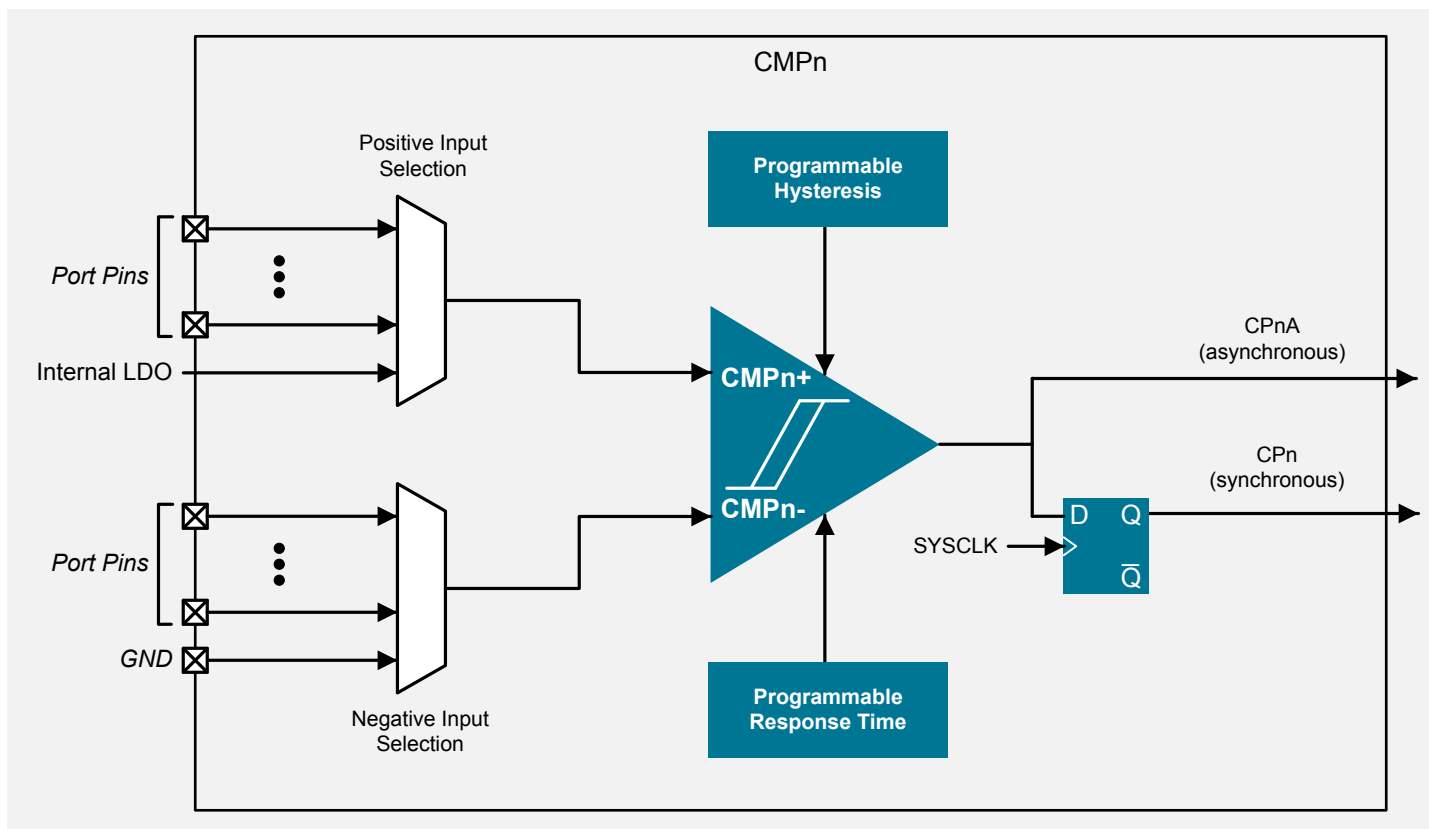 CMPn
Positive Input
Selection
Programmable
Hysteresis
Port Pins
Internal LDO
CMPn+
CPnA
(asynchronous)
CMPn-
CPn
(synchronous)
D Q
SYSCLK
Q̅
Port Pins
GND
Negative Input
Selection
Programmable
Response Time